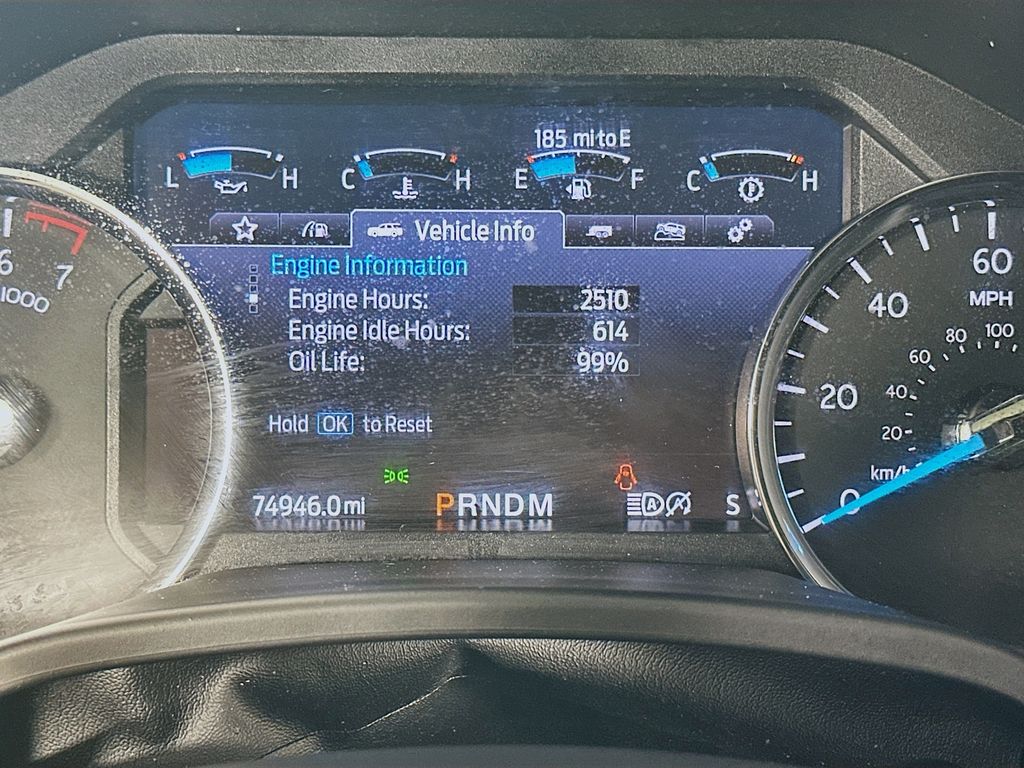 185 mi to E
L H C H E F C H
Vehicle Info
Engine Information
Engine Hours: 2510
Engine Idle Hours: 614
Oil Life: 99%
Hold OK to Reset
74946.0 mi PRNDM A S
6 7
1000
60
MPH
40
20
0
100
80
60
40
20
km/h